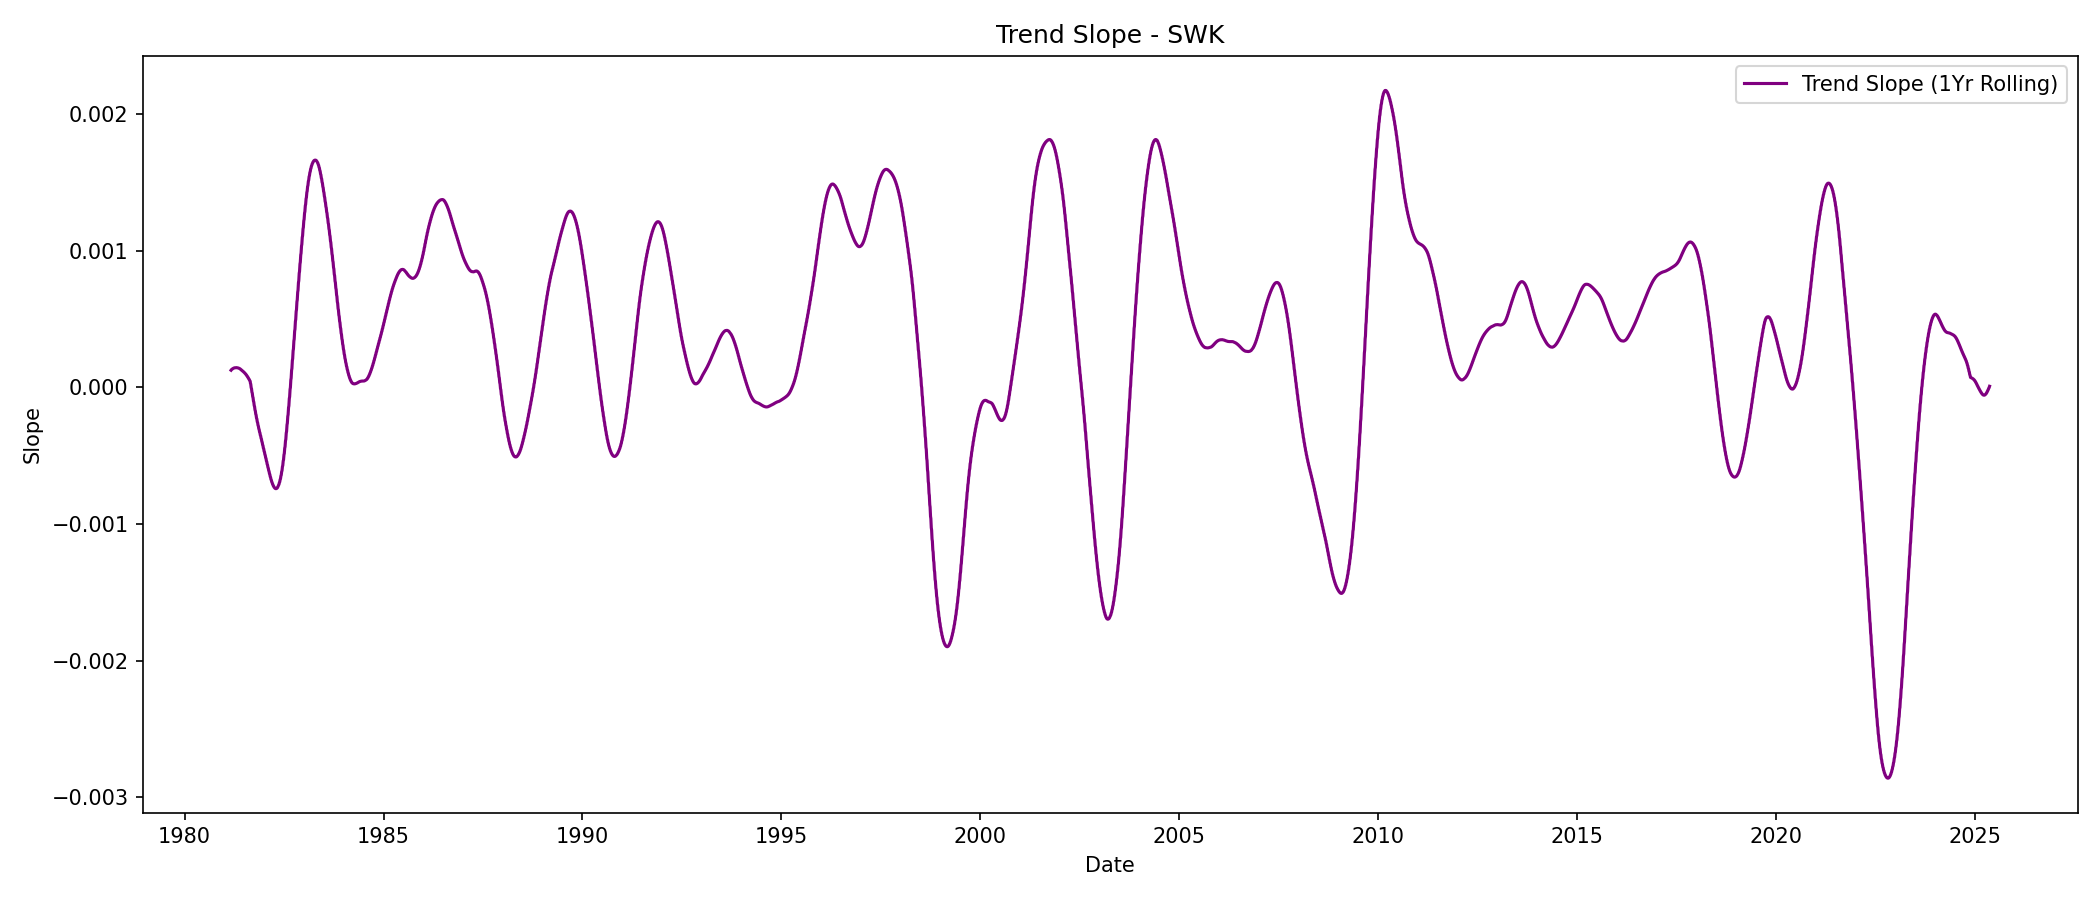 Trend Slope - SWK
Trend Slope (1Yr Rolling)
0.002
0.001
0.000
−0.001
−0.002
−0.003
Slope
1980 1985 1990 1995 2000 2005 2010 2015 2020 2025
Date